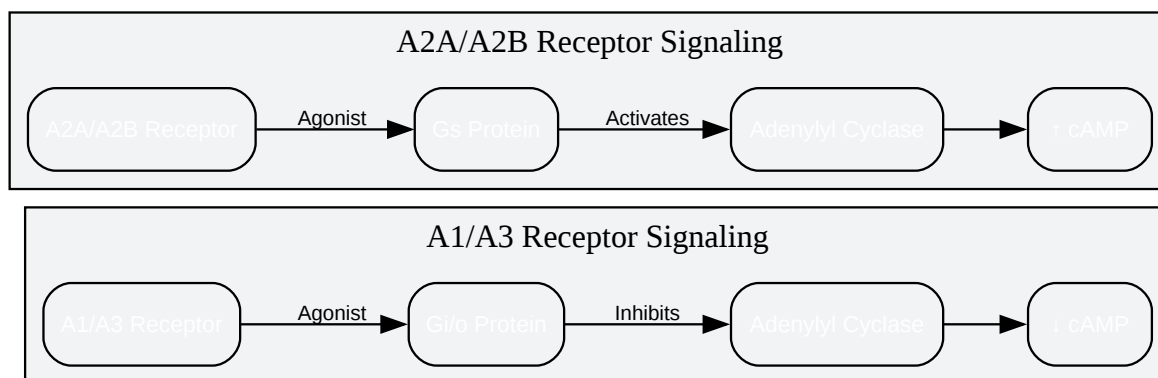 A2A/A2B Receptor Signaling
A2A/A2B Receptor
Agonist
Gs Protein
Activates
Adenylyl Cyclase
↑ cAMP
A1/A3 Receptor Signaling
A1/A3 Receptor
Agonist
Gi/o Protein
Inhibits
Adenylyl Cyclase
↓ cAMP